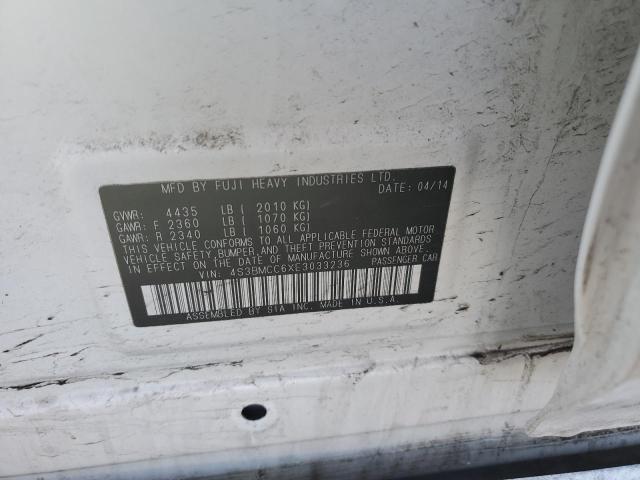 MFD BY FUJI HEAVY INDUSTRIES LTD.
DATE: 04/14
GVWR: 4435 LB ( 2010 KG)
GAWR: F 2360 LB ( 1070 KG)
GAWR: R 2340 LB ( 1060 KG)
THIS VEHICLE CONFORMS TO ALL APPLICABLE FEDERAL MOTOR
VEHICLE SAFETY, BUMPER, AND THEFT PREVENTION STANDARDS
IN EFFECT ON THE DATE OF MANUFACTURE SHOWN ABOVE.
VIN: 4S3BMCC6XE3033236 PASSENGER CAR
ASSEMBLED BY SIA INC. MADE IN U.S.A.